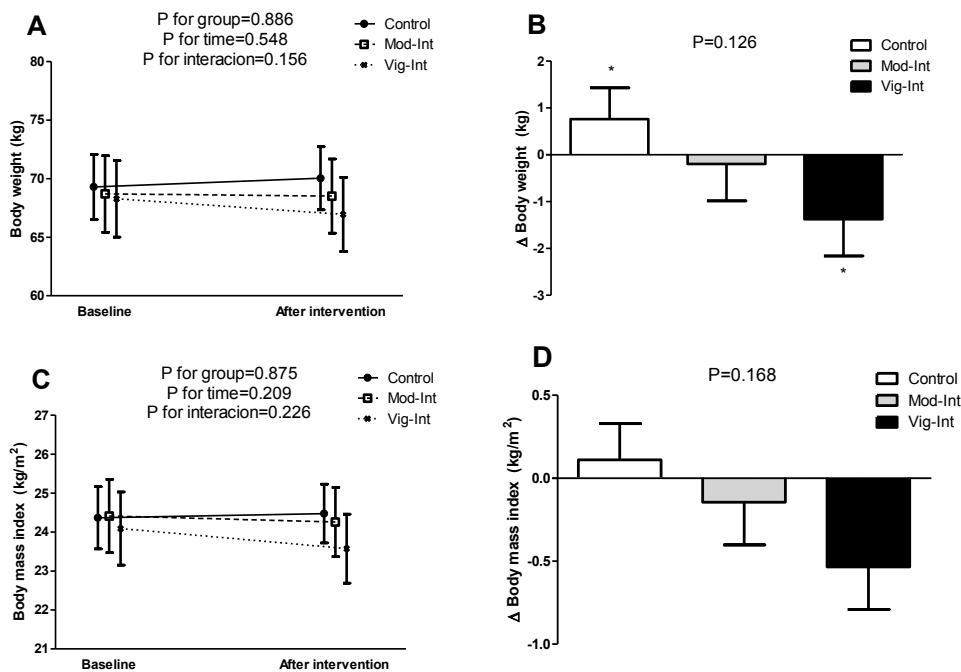 A
P for group=0.886
P for time=0.548
P for interacion=0.156
Control
Mod-Int
Vig-Int
Body weight (kg)
80
75
70
65
60
Baseline
After intervention
B
P=0.126
Control
Mod-Int
Vig-Int
Δ Body weight (kg)
2
1
0
-1
-2
-3
*
*
C
P for group=0.875
P for time=0.209
P for interacion=0.226
Control
Mod-Int
Vig-Int
Body mass index (kg/m²)
27
26
25
24
23
22
21
Baseline
After intervention
D
P=0.168
Control
Mod-Int
Vig-Int
Δ Body mass index (kg/m²)
0.5
0.0
-0.5
-1.0